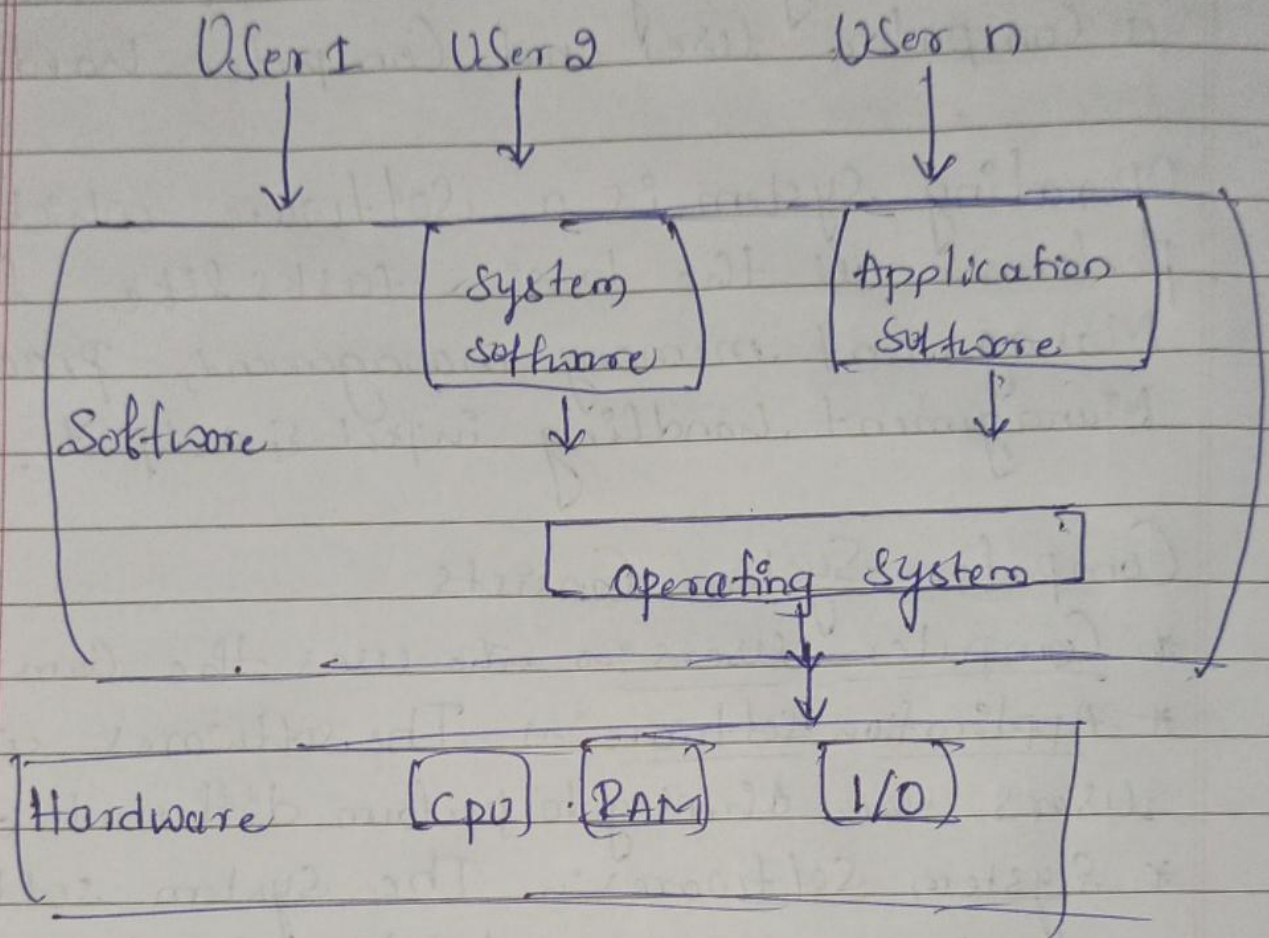 User 1 User 2 User n
System Application
Software Software
Software
Operating System
Hardware CPU RAM I/O